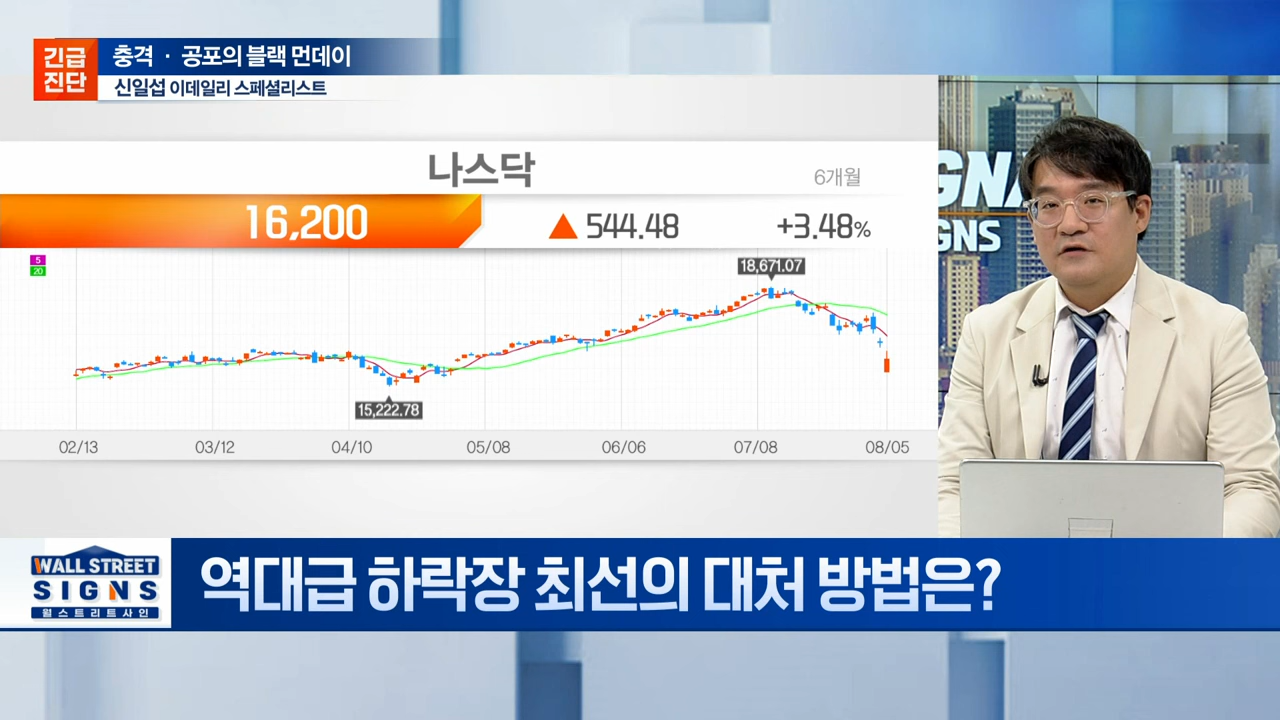 긴급
진단
충격 · 공포의 블랙 먼데이
신일섭 이데일리 스페셜리스트
나스닥
6개월
16,200
▲ 544.48
+3.48%
5
20
18,671.07
15,222.78
02/13 03/12 04/10 05/08 06/06 07/08 08/05
GNS
WALL STREET
SIGNS
월스트리트사인
역대급 하락장 최선의 대처 방법은?